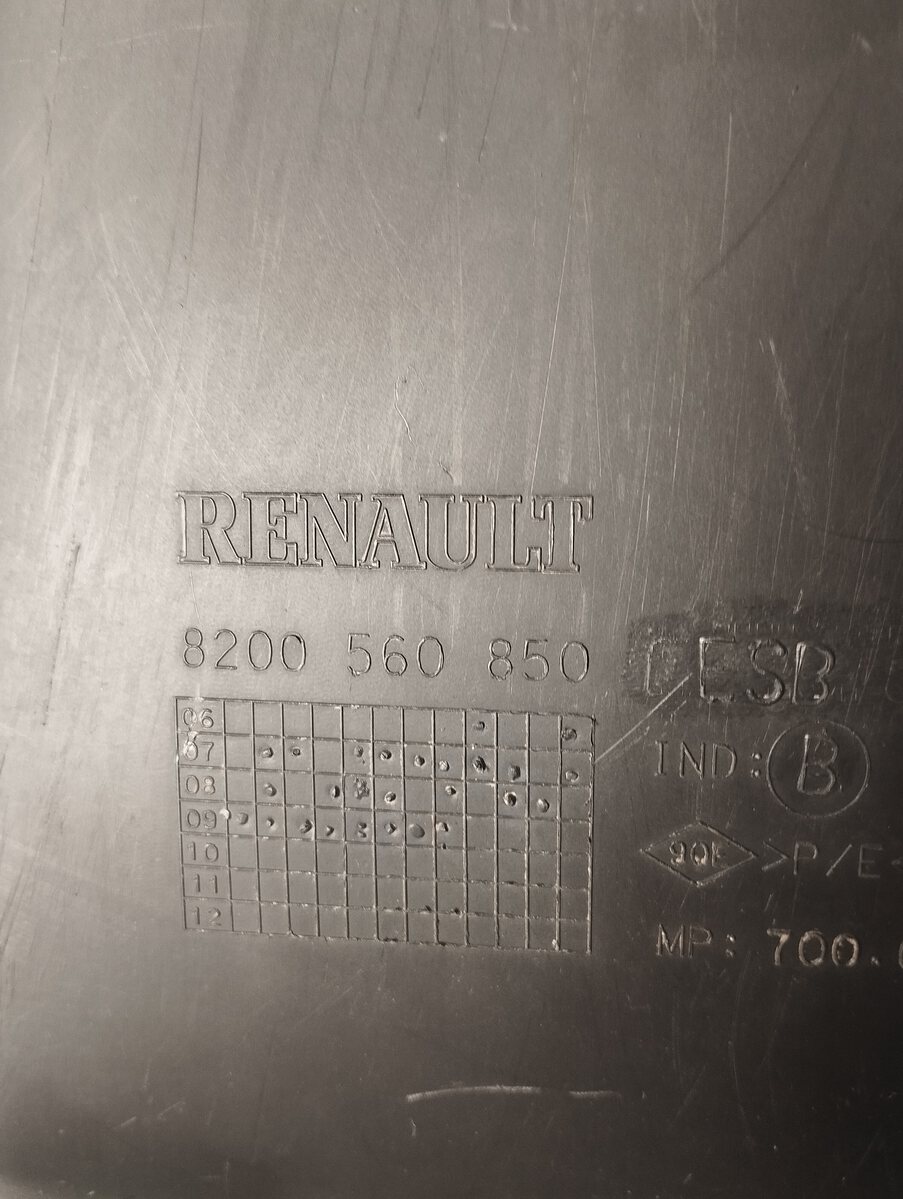 RENAULT
8200 560 850
ESB
06
07
IND: B
08
09
10
>P/E<
11
12
MP: 700.